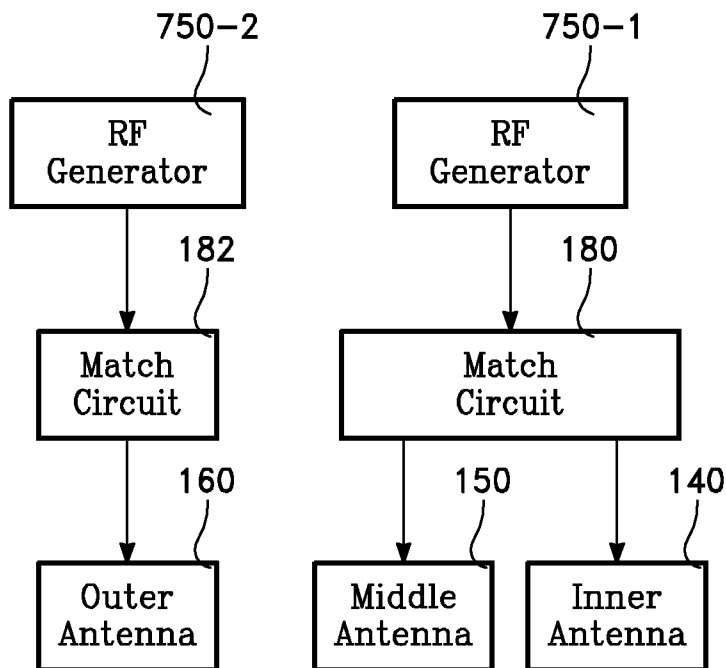 750-2
750-1
RF
Generator
RF
Generator
182
180
Match
Circuit
Match
Circuit
160
150
140
Outer
Antenna
Middle
Antenna
Inner
Antenna